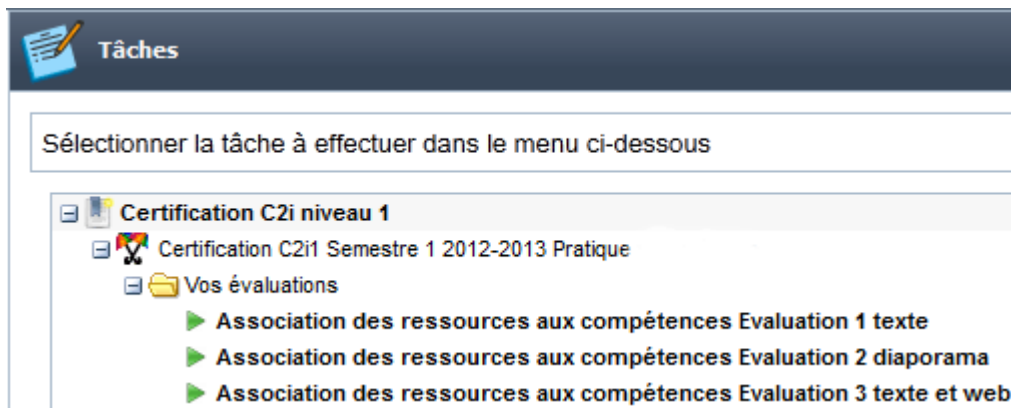 Tâches
Sélectionner la tâche à effectuer dans le menu ci-dessous
Certification C2i niveau 1
Certification C2i1 Semestre 1 2012-2013 Pratique
Vos évaluations
Association des ressources aux compétences Evaluation 1 texte
Association des ressources aux compétences Evaluation 2 diaporama
Association des ressources aux compétences Evaluation 3 texte et web